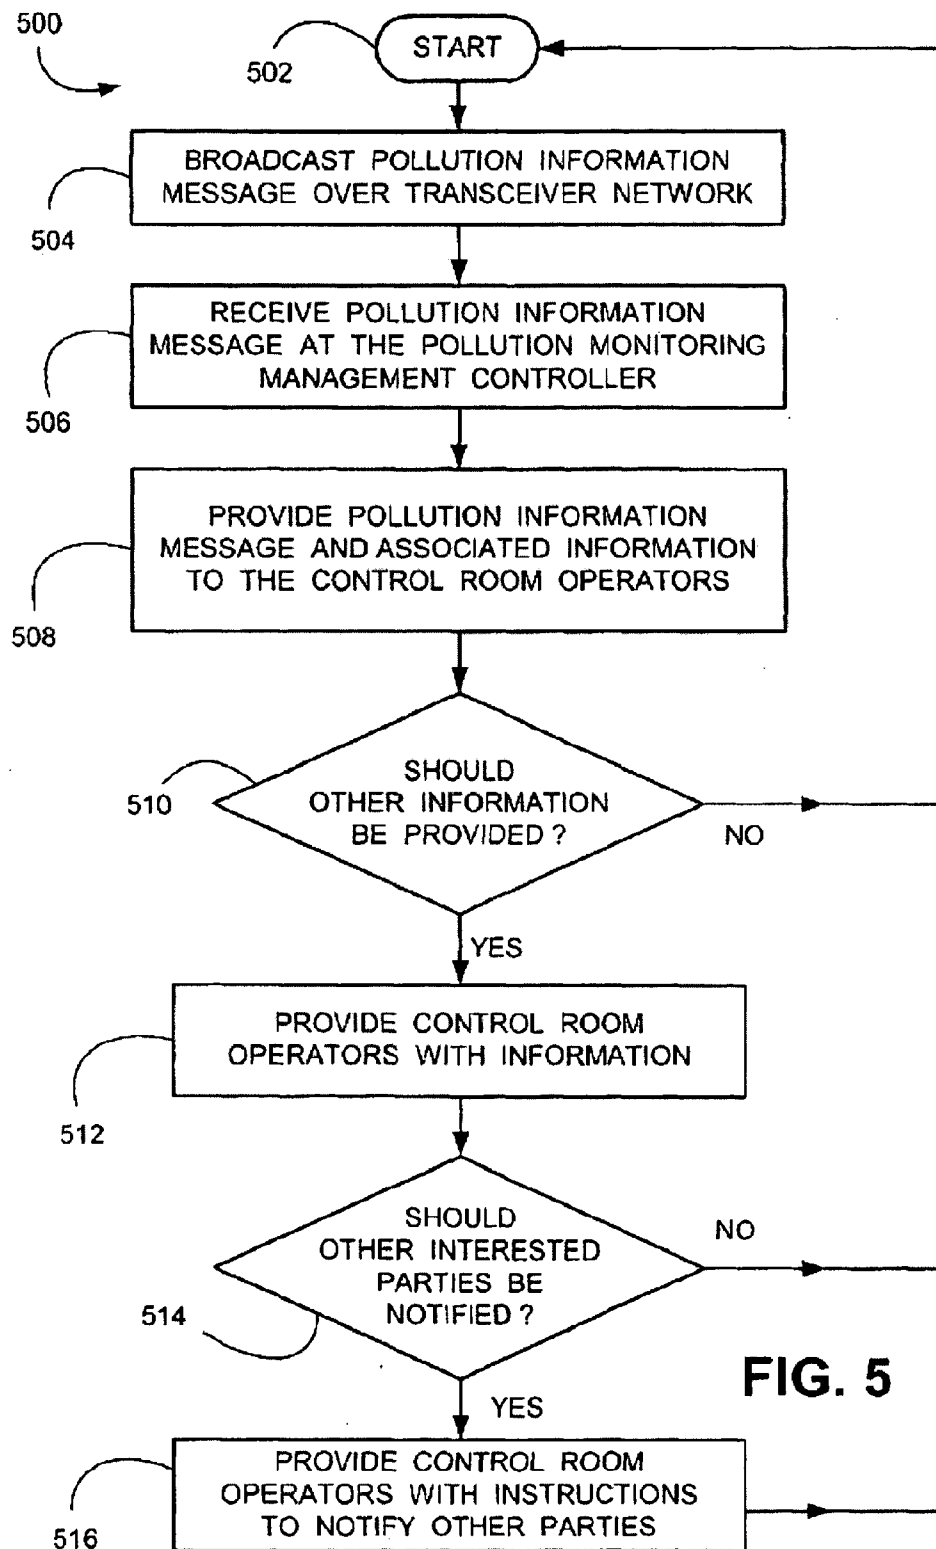 500
START
502
BROADCAST POLLUTION INFORMATION
MESSAGE OVER TRANSCEIVER NETWORK
504
RECEIVE POLLUTION INFORMATION
MESSAGE AT THE POLLUTION MONITORING
MANAGEMENT CONTROLLER
506
PROVIDE POLLUTION INFORMATION
MESSAGE AND ASSOCIATED INFORMATION
TO THE CONTROL ROOM OPERATORS
508
SHOULD
OTHER INFORMATION
BE PROVIDED?
510
NO
YES
PROVIDE CONTROL ROOM
OPERATORS WITH INFORMATION
512
SHOULD
OTHER INTERESTED
PARTIES BE
NOTIFIED?
NO
514
FIG. 5
YES
PROVIDE CONTROL ROOM
OPERATORS WITH INSTRUCTIONS
TO NOTIFY OTHER PARTIES
516